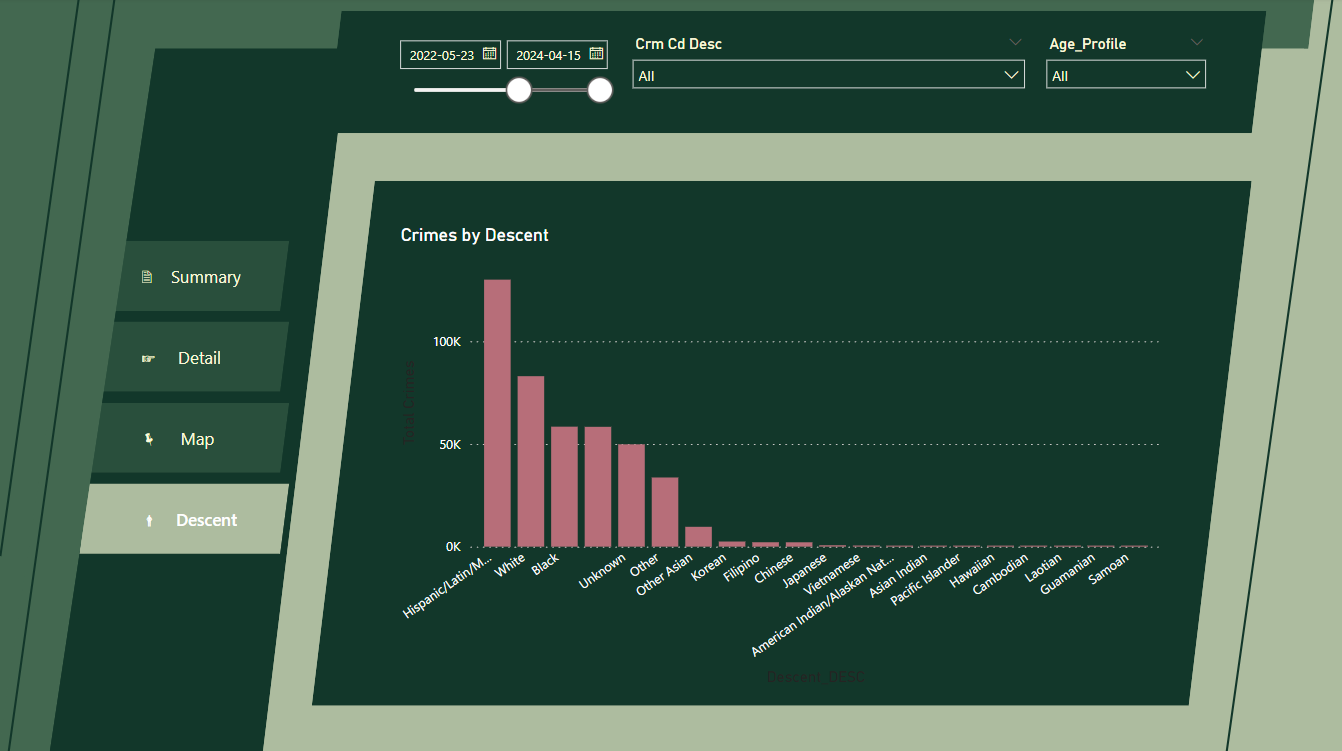 2022-05-23
2024-04-15
Crm Cd Desc
All
Age_Profile
All
Summary
Detail
Map
Descent
Crimes by Descent
Total Crimes
100K
50K
0K
Hispanic/Latin/M...
White
Black
Unknown
Other
Other Asian
Korean
Filipino
Chinese
Japanese
Vietnamese
American Indian/Alaskan Nat...
Asian Indian
Pacific Islander
Hawaiian
Cambodian
Laotian
Guamanian
Samoan
Descent_DESC